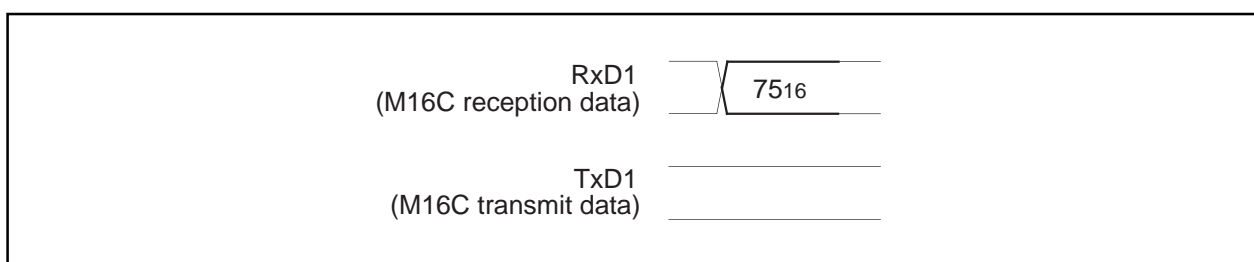 RxD1
(M16C reception data)
7516
TxD1
(M16C transmit data)